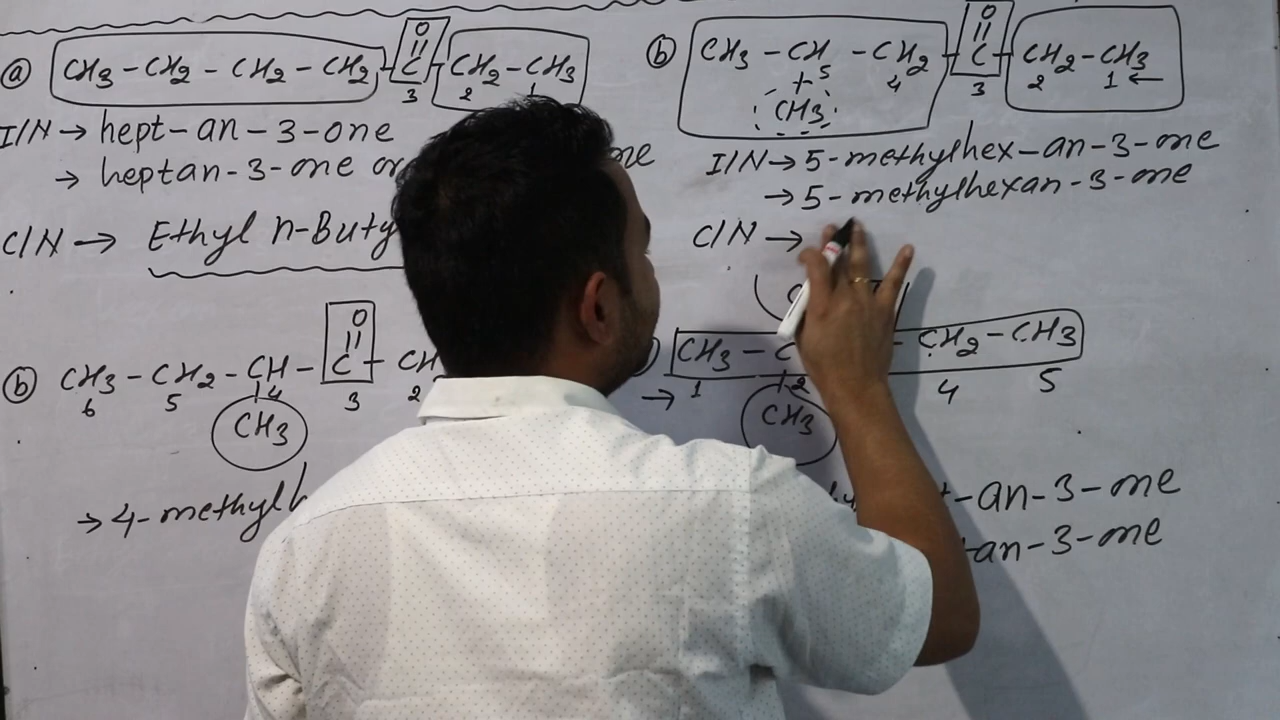 (a) CH3 - CH2 - CH2 - CH2 - C - CH2 - CH3
O
3 2 1
I/N → hept-an-3-one
→ heptan-3-one or
C/N → Ethyl n-Buty
(b) CH3 - CH2 - CH - C - CH
O
6 5 4 3 2
CH3
→ 4-methylh
(b) CH3 - CH - CH2 - C - CH2 - CH3
O
5 4 3 2 1 ←
CH3
I/N → 5-methylhex-an-3-one
→ 5-methylhexan-3-one
C/N →
CH3 - C - CH2 - CH3
→ 1 2 4 5
CH3
-an-3-one
-an-3-one